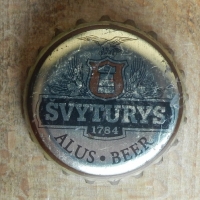 SVYTURYS
1784
ALUS • BEER